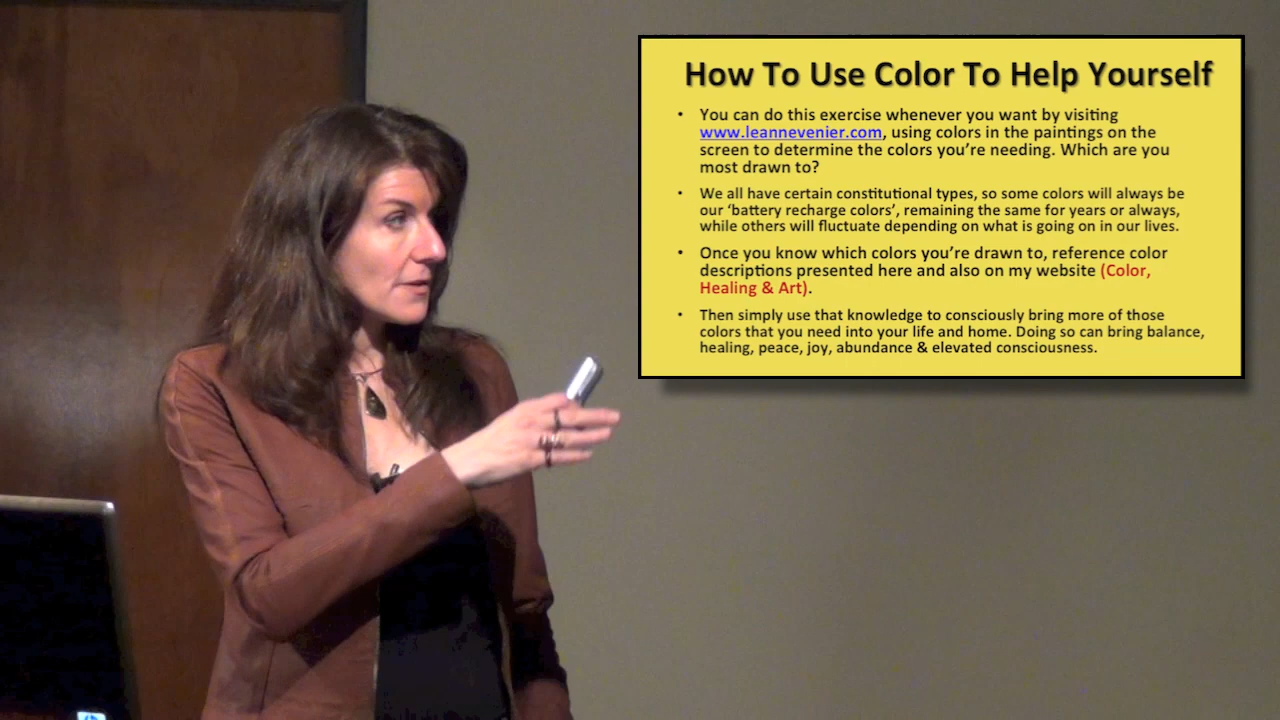 How To Use Color To Help Yourself
• You can do this exercise whenever you want by visiting
www.leannevenier.com, using colors in the paintings on the
screen to determine the colors you're needing. Which are you
most drawn to?
• We all have certain constitutional types, so some colors will always be
our 'battery recharge colors', remaining the same for years or always,
while others will fluctuate depending on what is going on in our lives.
• Once you know which colors you're drawn to, reference color
descriptions presented here and also on my website (Color,
Healing & Art).
• Then simply use that knowledge to consciously bring more of those
colors that you need into your life and home. Doing so can bring balance,
healing, peace, joy, abundance & elevated consciousness.